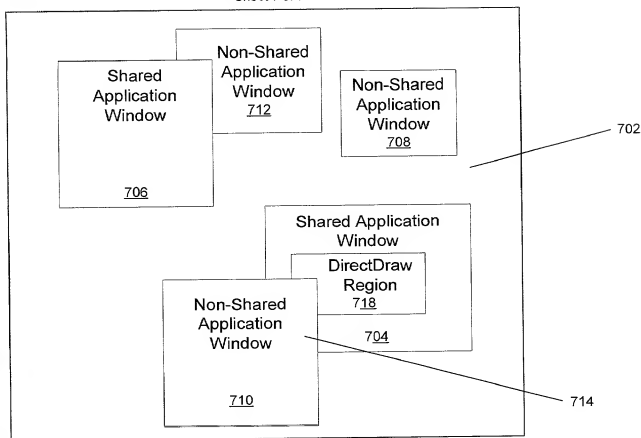 Non-Shared
Application
Window
712
Shared
Application
Window
706
Non-Shared
Application
Window
708
702
Shared Application
Window
DirectDraw
Region
718
704
Non-Shared
Application
Window
710
714